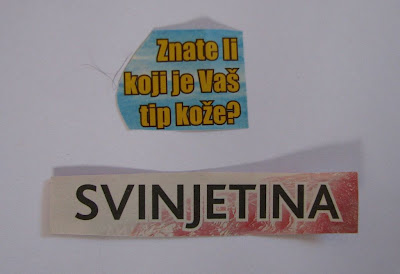 Znate li
koji je Vaš
tip kože?
SVINJETINA